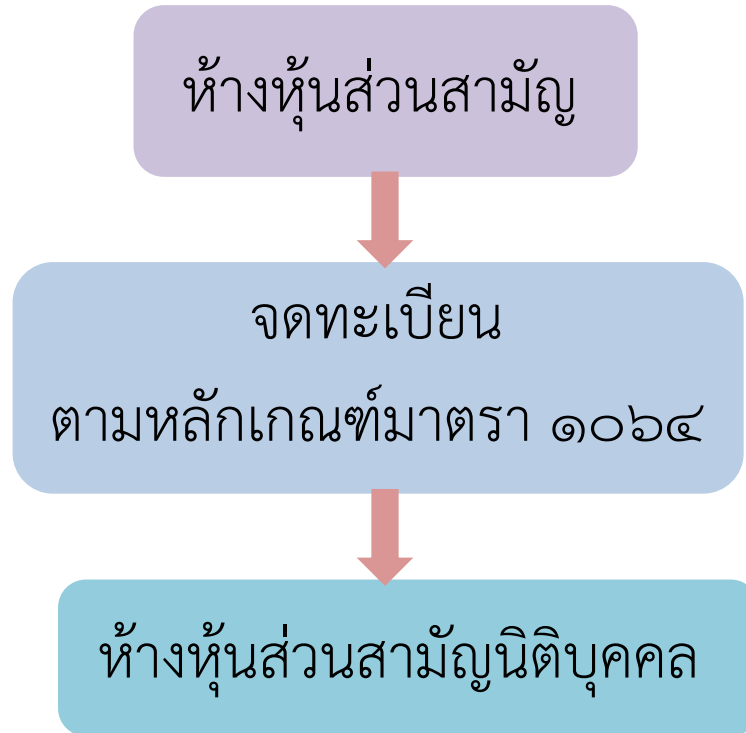 ห้างหุ้นส่วนสามัญ
จดทะเบียน
ตามหลักเกณฑ์มาตรา ๑๐๖๔
ห้างหุ้นส่วนสามัญนิติบุคคล